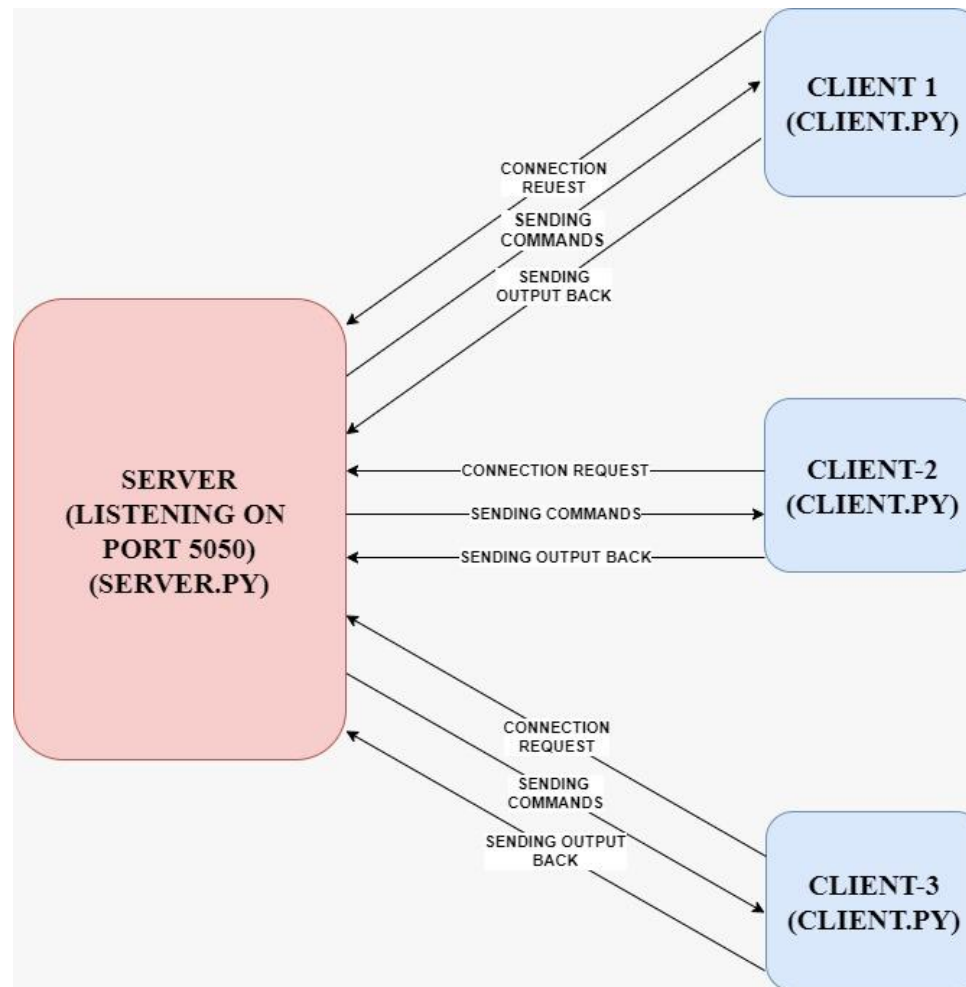 CLIENT 1
(CLIENT.PY)
CONNECTION
REUEST
SENDING
COMMANDS
SENDING
OUTPUT BACK
SERVER
(LISTENING ON
PORT 5050)
(SERVER.PY)
CONNECTION REQUEST
SENDING COMMANDS
SENDING OUTPUT BACK
CLIENT-2
(CLIENT.PY)
CONNECTION
REQUEST
SENDING
COMMANDS
SENDING OUTPUT
BACK
CLIENT-3
(CLIENT.PY)